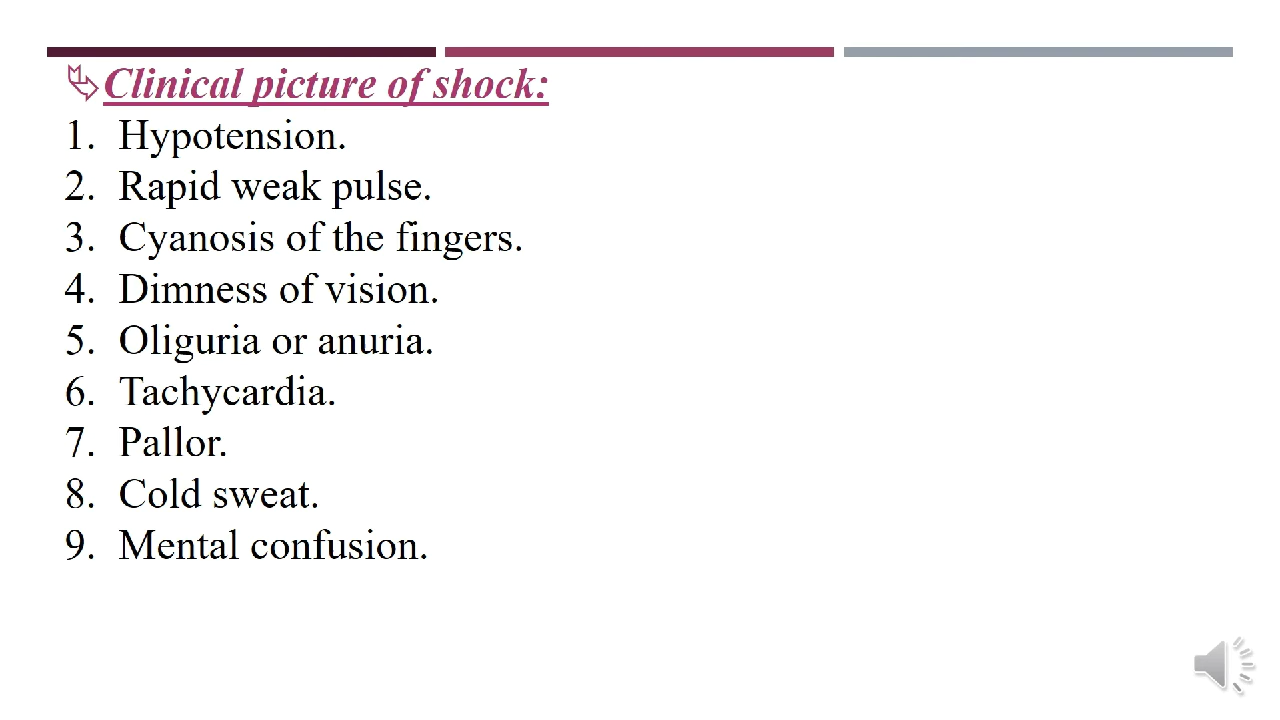 Clinical picture of shock:
1. Hypotension.
2. Rapid weak pulse.
3. Cyanosis of the fingers.
4. Dimness of vision.
5. Oliguria or anuria.
6. Tachycardia.
7. Pallor.
8. Cold sweat.
9. Mental confusion.